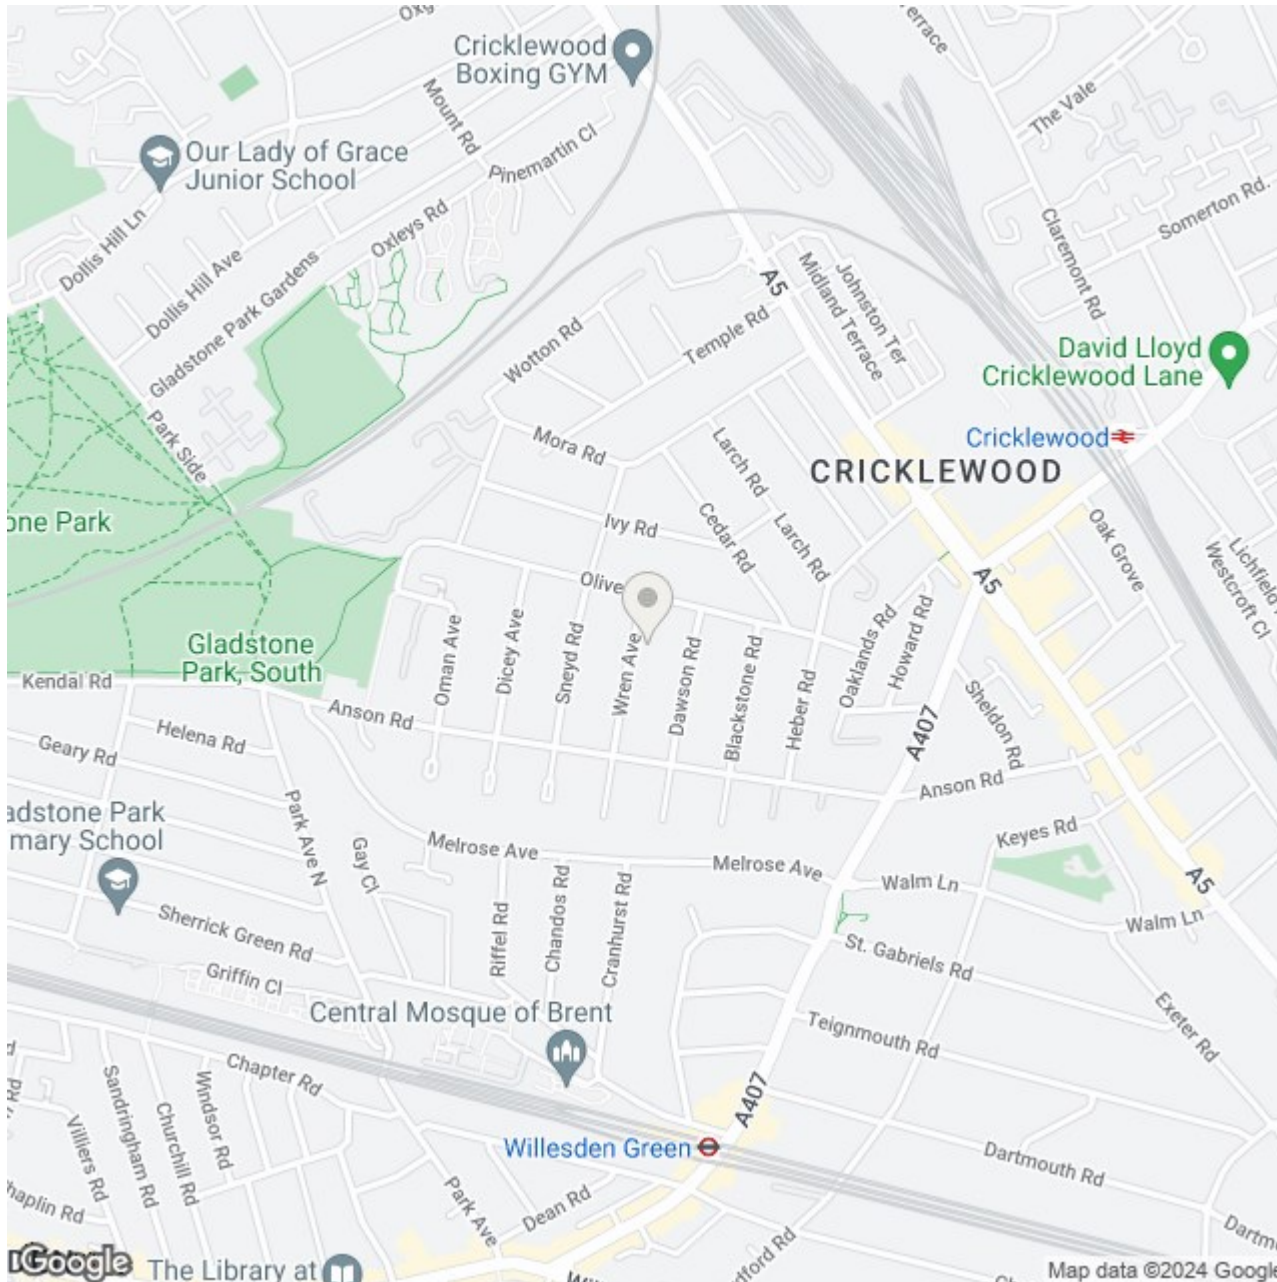 Oxg
Cricklewood
Boxing GYM
Terrace
The Vale
Mount Rd
Pinemartin Cl
Our Lady of Grace
Junior School
Somerton Rd.
Claremont Rd
Dollis Hill Ln
Oxleys Rd
Dollis Hill Ave
Gladstone Park Gardens
A5
Midland Terrace
Johnston Ter
Wotton Rd
Temple Rd
David Lloyd
Cricklewood Lane
Park Side
Mora Rd
Larch Rd
Cricklewood
CRICKLEWOOD
one Park
Ivy Rd
Cedar Rd
Larch Rd
Oak Grove
Lichfield
Westcroft Cl
Olive
A5
Gladstone
Park, South
Kendal Rd
Oman Ave
Dicey Ave
Sneyd Rd
Wren Ave
Dawson Rd
Blackstone Rd
Heber Rd
Oaklands Rd
Howard Rd
Sheldon Rd
Anson Rd
Helena Rd
Geary Rd
A407
Anson Rd
adstone Park
mary School
Park Ave N
Gay Cl
Melrose Ave
Melrose Ave
Keyes Rd
Walm Ln
A5
Walm Ln
Sherrick Green Rd
Riffel Rd
Chandos Rd
Cranhurst Rd
St. Gabriels Rd
Griffin Cl
Central Mosque of Brent
Teignmouth Rd
Exeter Rd
Chapter Rd
Sandringham Rd
Windsor Rd
Churchill Rd
Villiers Rd
A407
Willesden Green
Dartmouth Rd
haplin Rd
Park Ave
Dean Rd
dford Rd
Dartm
Google
The Library at
Map data ©2024 Google